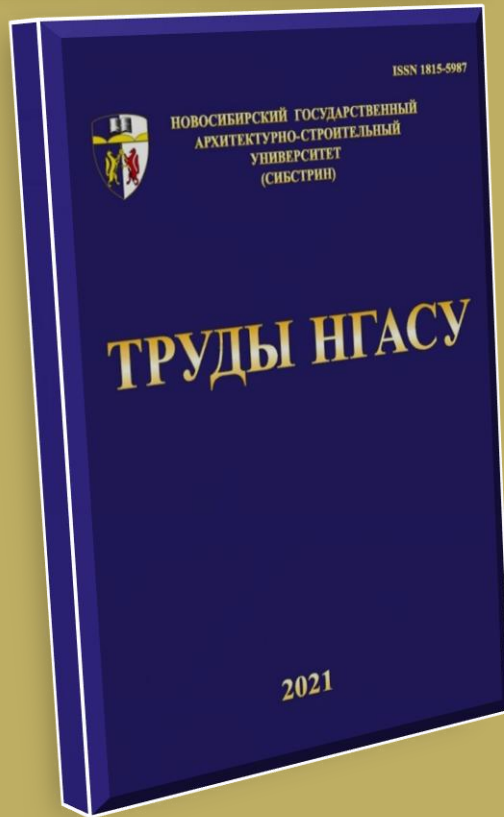 ISSN 1815-5987
НОВОСИБИРСКИЙ ГОСУДАРСТВЕННЫЙ
АРХИТЕКТУРНО-СТРОИТЕЛЬНЫЙ
УНИВЕРСИТЕТ
(СИБСТРИН)
ТРУДЫ НГАСУ
2021